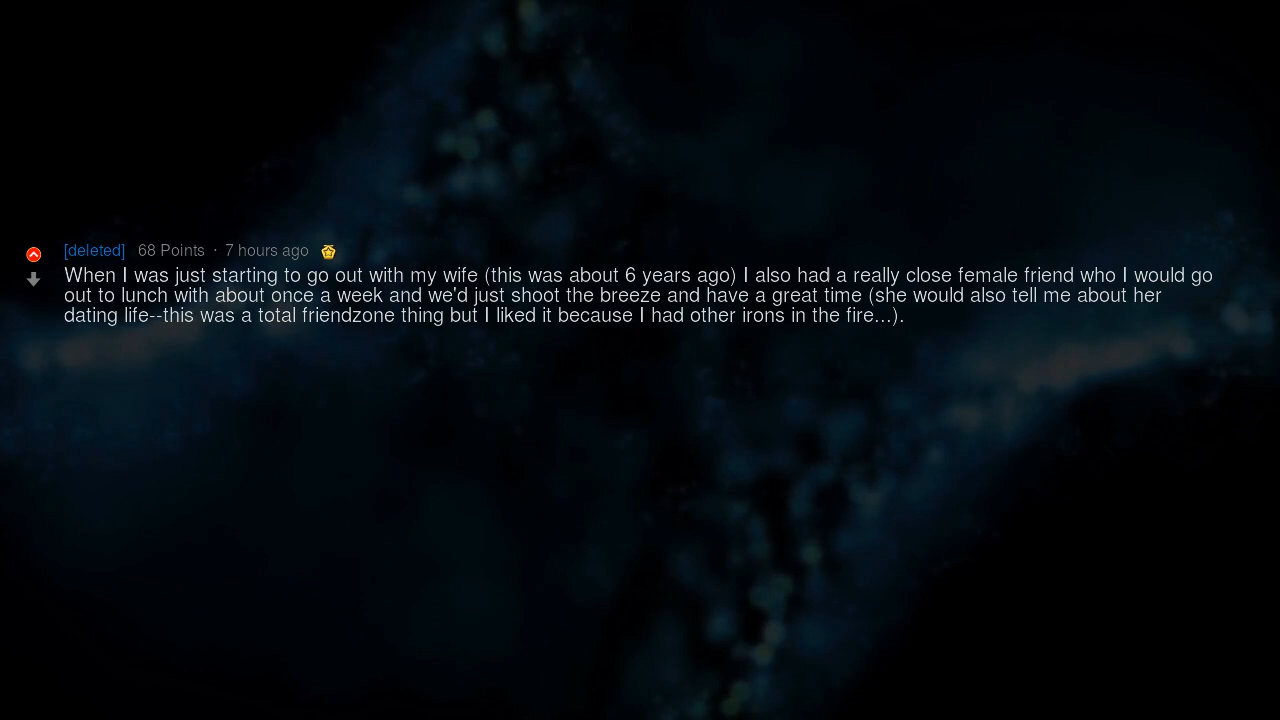 [deleted] 68 Points · 7 hours ago
When I was just starting to go out with my wife (this was about 6 years ago) I also had a really close female friend who I would go
out to lunch with about once a week and we'd just shoot the breeze and have a great time (she would also tell me about her
dating life--this was a total friendzone thing but I liked it because I had other irons in the fire...).